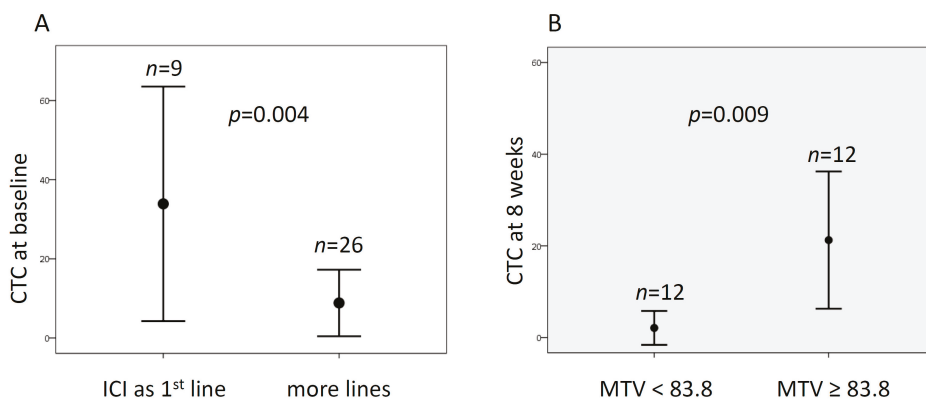 A
n=9
p=0.004
n=26
60
40
20
0
CTC at baseline
ICI as 1st line
more lines
B
p=0.009
n=12
n=12
60
40
20
0
CTC at 8 weeks
MTV < 83.8
MTV ≥ 83.8